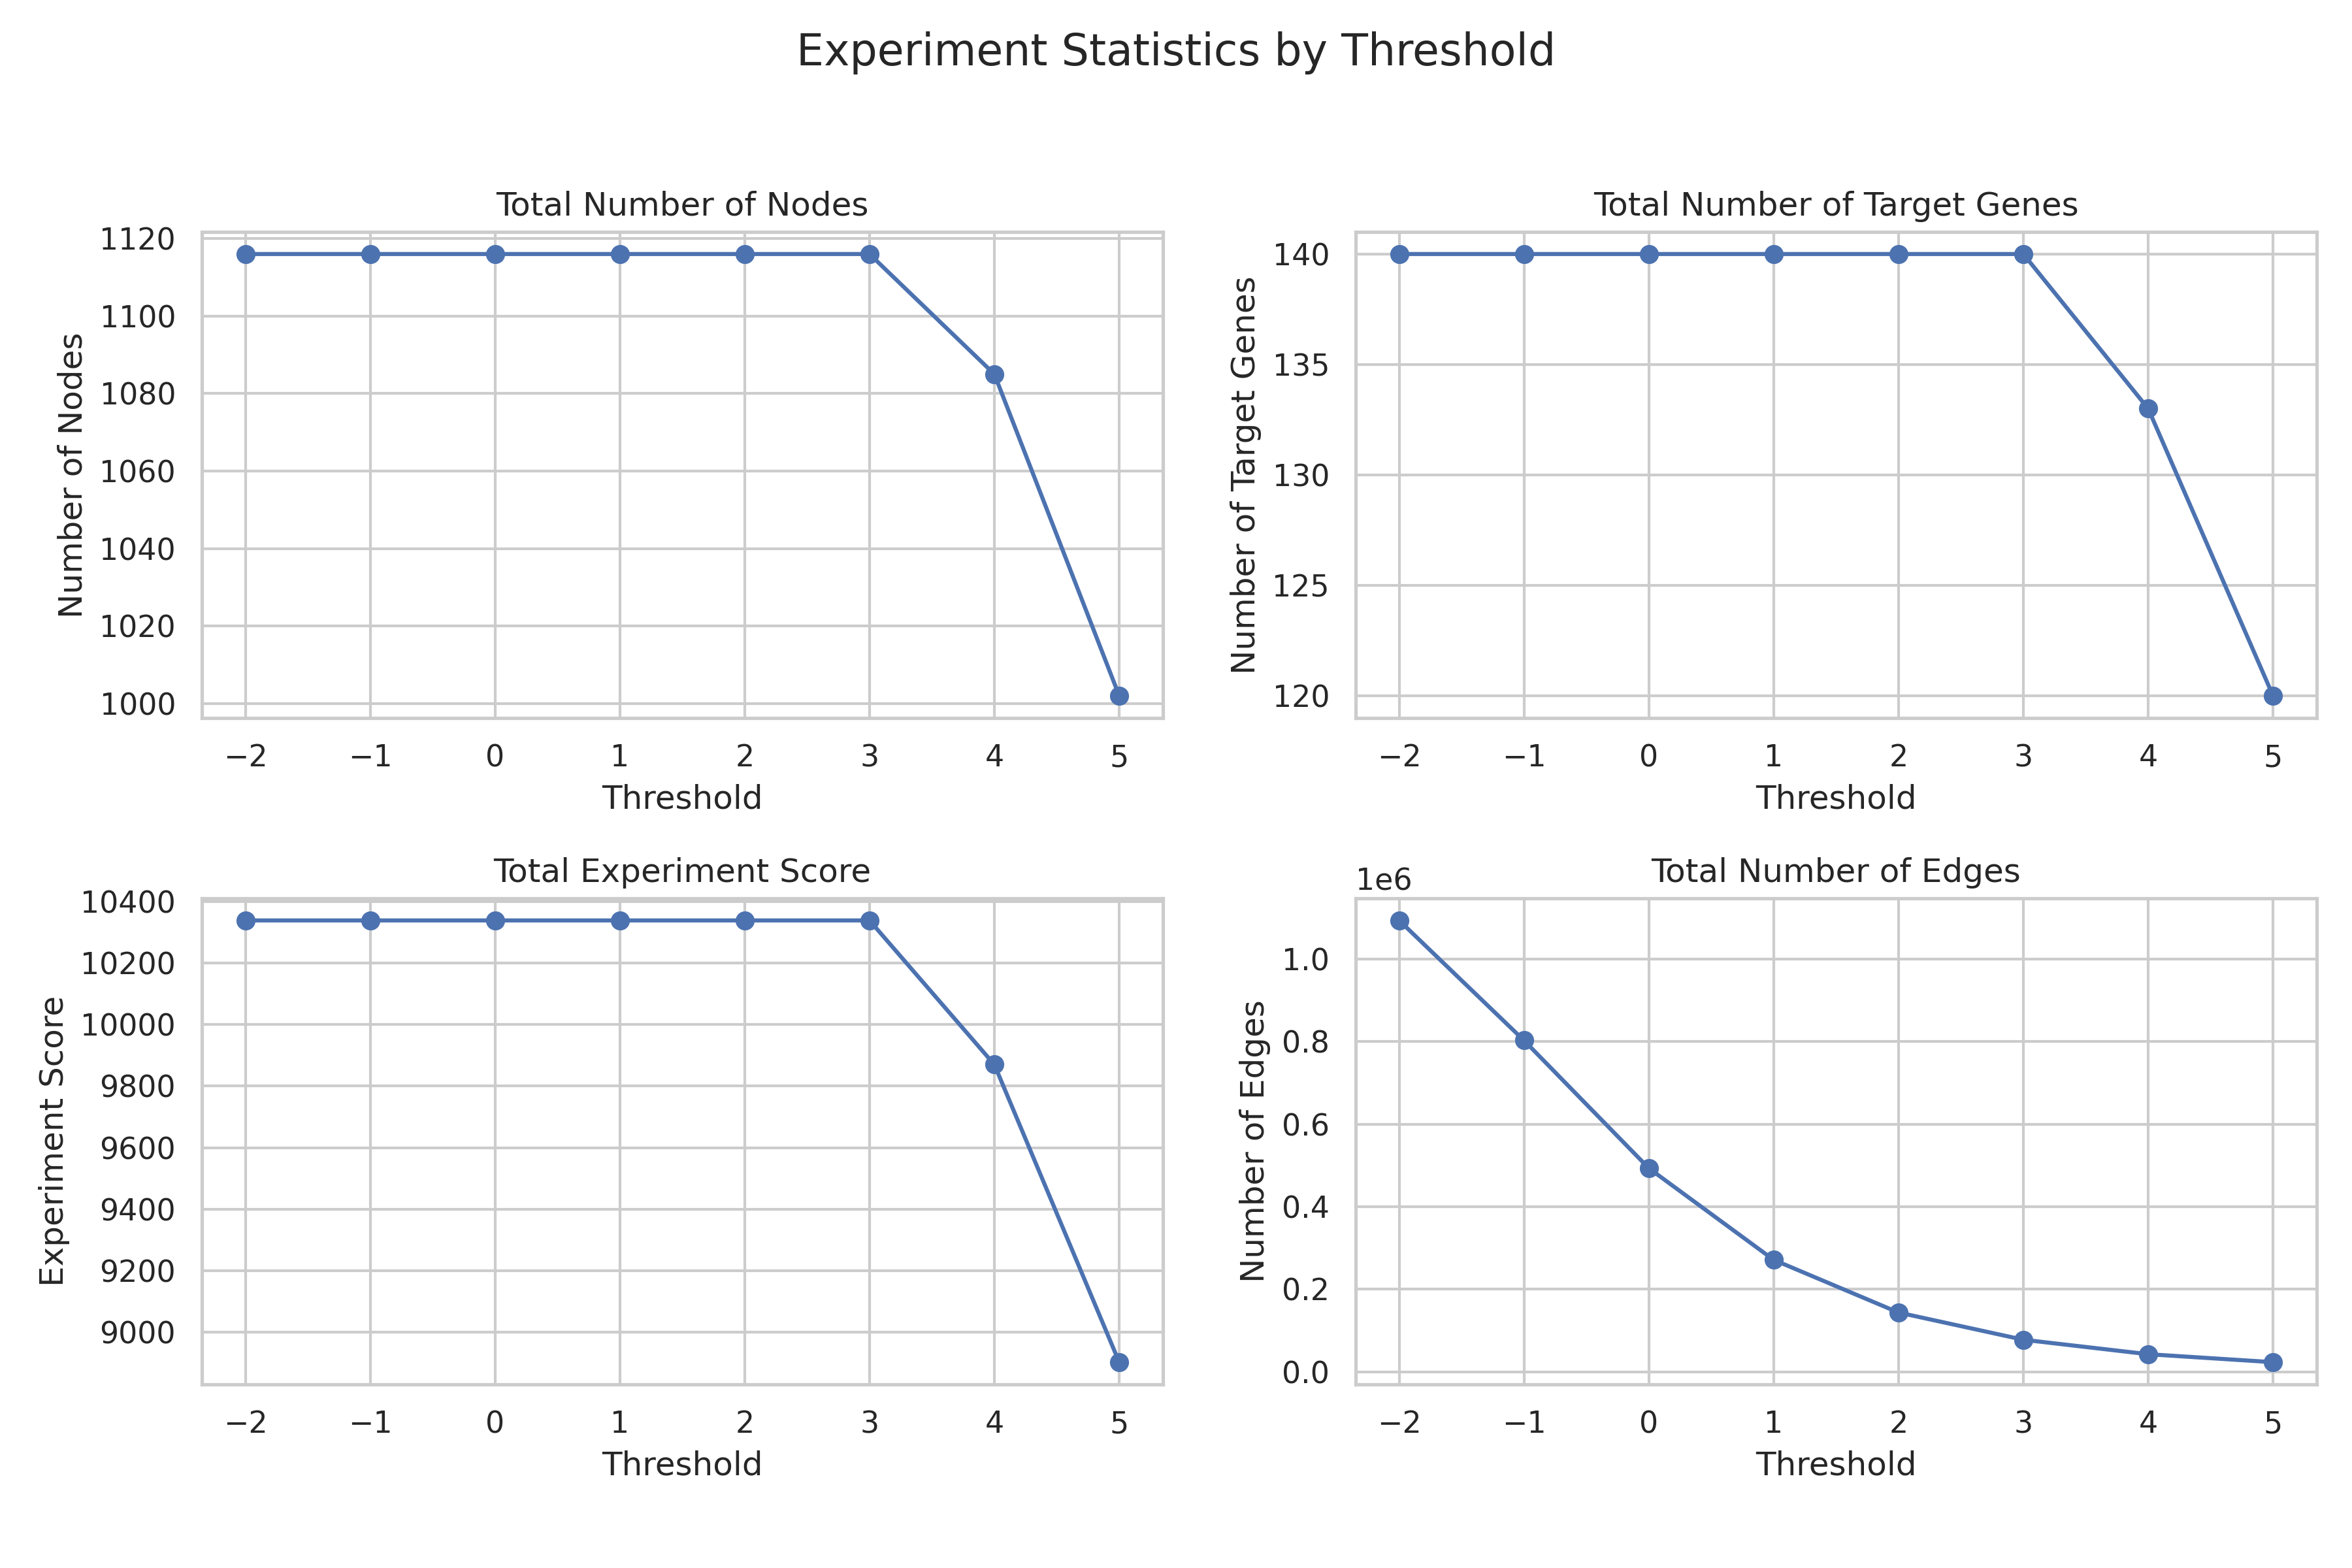 Experiment Statistics by Threshold
Total Number of Nodes
Number of Nodes
1120
1100
1080
1060
1040
1020
1000
−2 −1 0 1 2 3 4 5
Threshold
Total Number of Target Genes
Number of Target Genes
140
135
130
125
120
−2 −1 0 1 2 3 4 5
Threshold
Total Experiment Score
Experiment Score
10400
10200
10000
9800
9600
9400
9200
9000
−2 −1 0 1 2 3 4 5
Threshold
Total Number of Edges
1e6
Number of Edges
1.0
0.8
0.6
0.4
0.2
0.0
−2 −1 0 1 2 3 4 5
Threshold